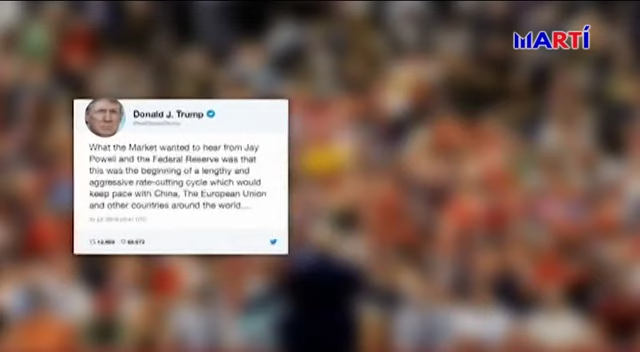 MARTÍ
Donald J. Trump
What the Market wanted to hear from Jay
Powell and the Federal Reserve was that
this was the beginning of a lengthy and
aggressive rate-cutting cycle which would
keep pace with China, The European Union
and other countries around the world....